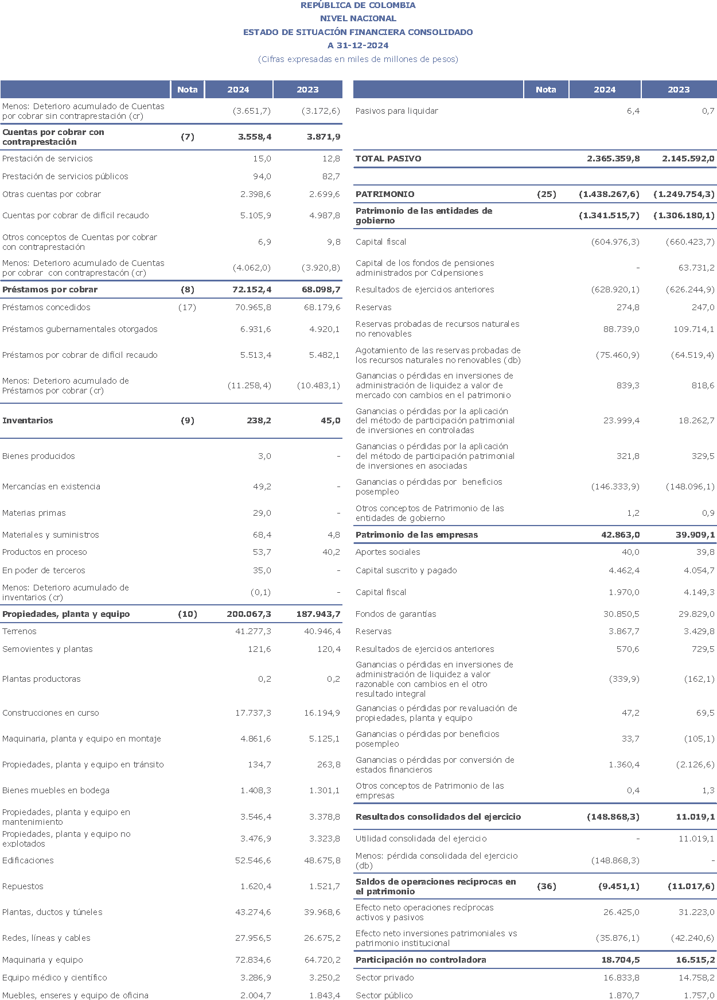 REPÚBLICA DE COLOMBIA
NIVEL NACIONAL
ESTADO DE SITUACIÓN FINANCIERA CONSOLIDADO
A 31-12-2024
(Cifras expresadas en miles de millones de pesos)
Nota 2024 2023
Menos: Deterioro acumulado de Cuentas
por cobrar sin contraprestación (cr) (3.651,7) (3.172,6)
Cuentas por cobrar con
contraprestación (7) 3.558,4 3.871,9
Prestación de servicios 15,0 12,8
Prestación de servicios públicos 94,0 82,7
Otras cuentas por cobrar 2.398,6 2.699,6
Cuentas por cobrar de difícil recaudo 5.105,9 4.987,8
Otros conceptos de Cuentas por cobrar
con contraprestación 6,9 9,8
Menos: Deterioro acumulado de Cuentas
por cobrar  con contraprestacón (cr) (4.062,0) (3.920,8)
Préstamos por cobrar (8) 72.152,4 68.098,7
Préstamos concedidos (17) 70.965,8 68.179,6
Préstamos gubernamentales otorgados 6.931,6 4.920,1
Préstamos por cobrar de difícil recaudo 5.513,4 5.482,1
Menos: Deterioro acumulado de
Préstamos por cobrar (cr) (11.258,4) (10.483,1)
Inventarios (9) 238,2 45,0
Bienes producidos 3,0 -
Mercancías en existencia 49,2 -
Materias primas 29,0 -
Materiales y suministros 68,4 4,8
Productos en proceso 53,7 40,2
En poder de terceros 35,0 -
Menos: Deterioro acumulado de
inventarios (cr) (0,1) -
Propiedades, planta y equipo (10) 200.067,3 187.943,7
Terrenos 41.277,3 40.946,4
Semovientes y plantas 121,6 120,4
Plantas productoras 0,2 0,2
Construcciones en curso 17.737,3 16.194,9
Maquinaria, planta y equipo en montaje 4.861,6 5.125,1
Propiedades, planta y equipo en tránsito 134,7 263,8
Bienes muebles en bodega 1.408,3 1.301,1
Propiedades, planta y equipo en
mantenimiento 3.546,4 3.378,8
Propiedades, planta y equipo no
explotados 3.476,9 3.323,8
Edificaciones 52.546,6 48.675,8
Repuestos 1.620,4 1.521,7
Plantas, ductos y túneles 43.274,6 39.968,6
Redes, líneas y cables 27.956,5 26.675,2
Maquinaria y equipo 72.834,6 64.720,2
Equipo médico y científico 3.286,9 3.250,2
Muebles, enseres y equipo de oficina 2.004,7 1.843,4
Nota 2024 2023
Pasivos para liquidar 6,4 0,7
TOTAL PASIVO 2.365.359,8 2.145.592,0
PATRIMONIO (25) (1.438.267,6) (1.249.754,3)
Patrimonio de las entidades de
gobierno (1.341.515,7) (1.306.180,1)
Capital fiscal (604.976,3) (660.423,7)
Capital de los fondos de pensiones
administrados por Colpensiones - 63.731,2
Resultados de ejercicios anteriores (628.920,1) (626.244,9)
Reservas 274,8 247,0
Reservas probadas de recursos naturales
no renovables 88.739,0 109.714,1
Agotamiento de las reservas probadas de
los recursos naturales no renovables (db) (75.460,9) (64.519,4)
Ganancias o pérdidas en inversiones de
administración de liquidez a valor de
mercado con cambios en el patrimonio 839,3 818,6
Ganancias o pérdidas por la aplicación
del método de participación patrimonial
de inversiones en controladas 23.999,4 18.262,7
Ganancias o pérdidas por la aplicación
del método de participación patrimonial
de inversiones en asociadas 321,8 329,5
Ganancias o pérdidas por  beneficios
posempleo (146.333,9) (148.096,1)
Otros conceptos de Patrimonio de las
entidades de gobierno 1,2 0,9
Patrimonio de las empresas 42.863,0 39.909,1
Aportes sociales 40,0 39,8
Capital suscrito y pagado 4.462,4 4.054,7
Capital fiscal 1.970,0 4.149,3
Fondos de garantías 30.850,5 29.829,0
Reservas 3.867,7 3.429,8
Resultados de ejercicios anteriores 570,6 729,5
Ganancias o pérdidas en inversiones de
administración de liquidez a valor
razonable con cambios en el otro
resultado integral (339,9) (162,1)
Ganancias o pérdidas por revaluación de
propiedades, planta y equipo 47,2 69,5
Ganancias o pérdidas por beneficios
posempleo 33,7 (105,1)
Ganancias o pérdidas por conversión de
estados financieros 1.360,4 (2.126,6)
Otros conceptos de Patrimonio de las
empresas 0,4 1,3
Resultados consolidados del ejercicio (148.868,3) 11.019,1
Utilidad consolidada del ejercicio - 11.019,1
Menos: pérdida consolidada del ejercicio
(db) (148.868,3) -
Saldos de operaciones recíprocas en
el patrimonio (36) (9.451,1) (11.017,6)
Efecto neto operaciones recíprocas
activos y pasivos 26.425,0 31.223,0
Efecto neto inversiones patrimoniales vs
patrimonio institucional (35.876,1) (42.240,6)
Participación no controladora 18.704,5 16.515,2
Sector privado 16.833,8 14.758,2
Sector público 1.870,7 1.757,0